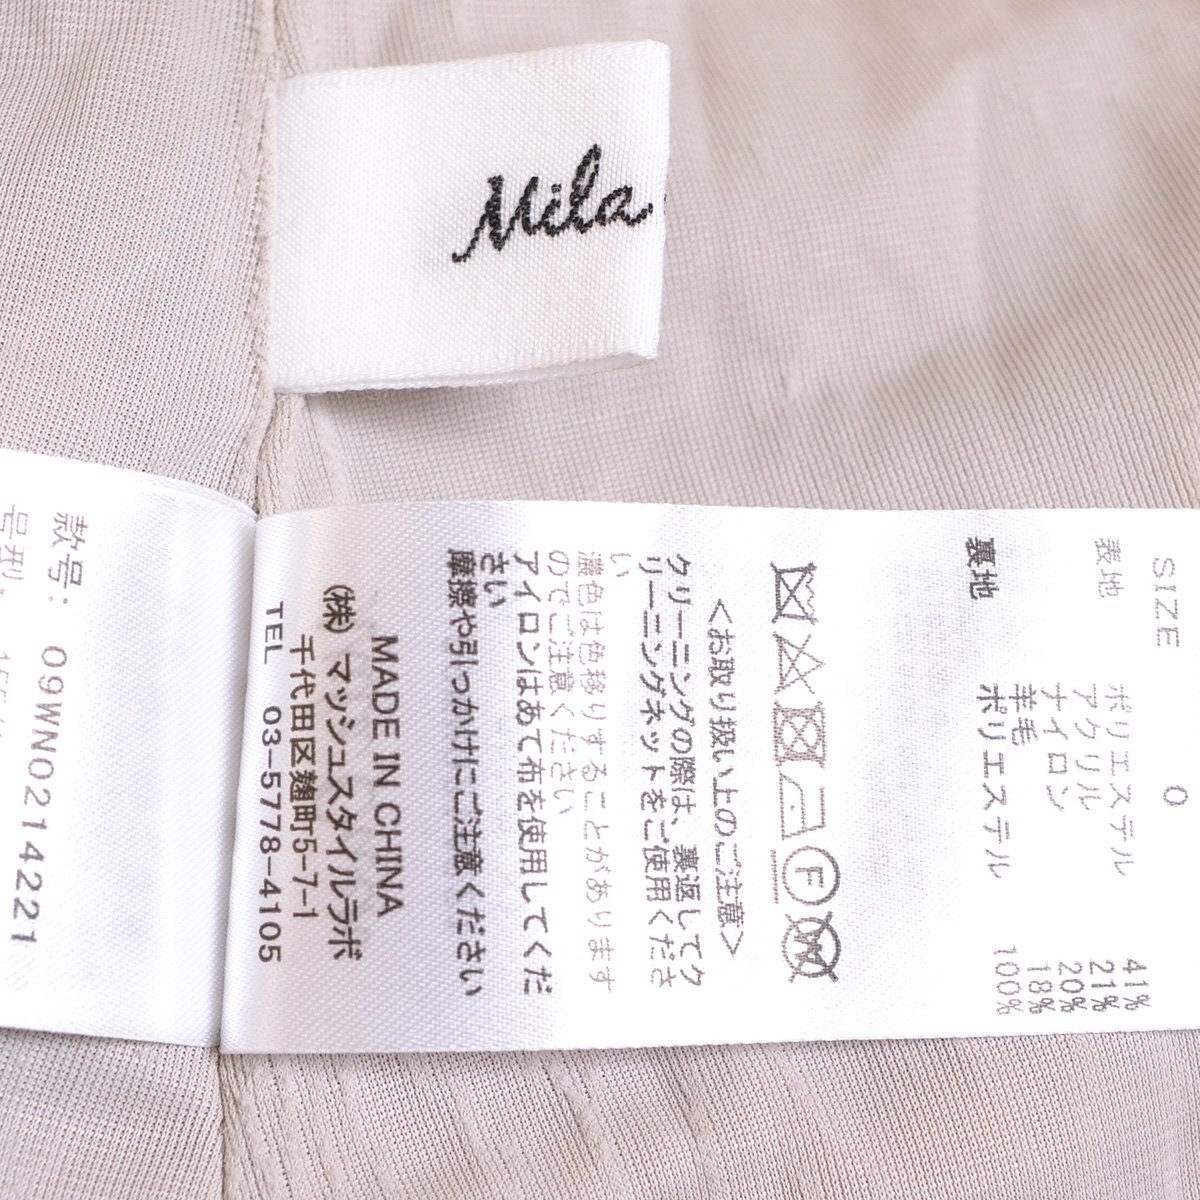 Mila
SIZE 0
表地 ポリエステル 41%
アクリル 21%
ナイロン 20%
羊毛 18%
裏地 ポリエステル 100%
F
W
<お取り扱い上のご注意>
クリーニングの際は、裏返してク
リーニングネットをご使用くださ
い
濃色は色移りすることがあります
のでご注意ください
アイロンはあて布を使用してくだ
さい
摩擦や引っかけにご注意ください
MADE IN CHINA
(株)マッシュスタイルラボ
千代田区麹町5-7-1
TEL 03-5778-4105
款号: 09WNO214221
号型: